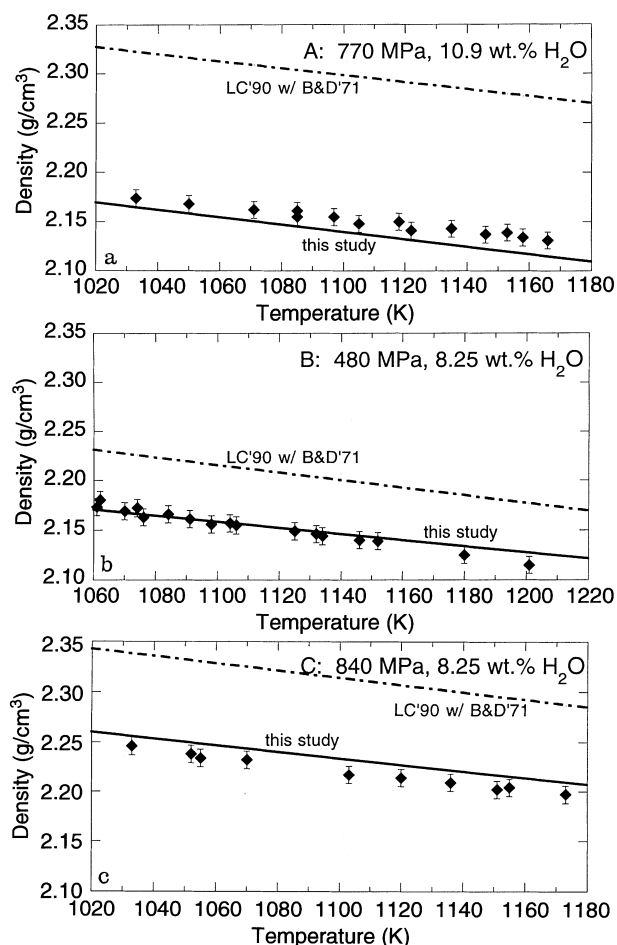 2.35
A: 770 MPa, 10.9 wt.% H2O
2.30
LC'90 w/ B&D'71
2.25
Density (g/cm3)
2.20
2.15
this study
a
2.10
1020 1040 1060 1080 1100 1120 1140 1160 1180
Temperature (K)
2.35
B: 480 MPa, 8.25 wt.% H2O
2.30
2.25
LC'90 w/ B&D'71
Density (g/cm3)
2.20
this study
2.15
b
2.10
1060 1080 1100 1120 1140 1160 1180 1200 1220
Temperature (K)
2.35
C: 840 MPa, 8.25 wt.% H2O
2.30
LC'90 w/ B&D'71
this study
2.25
Density (g/cm3)
2.20
2.15
c
2.10
1020 1040 1060 1080 1100 1120 1140 1160 1180
Temperature (K)